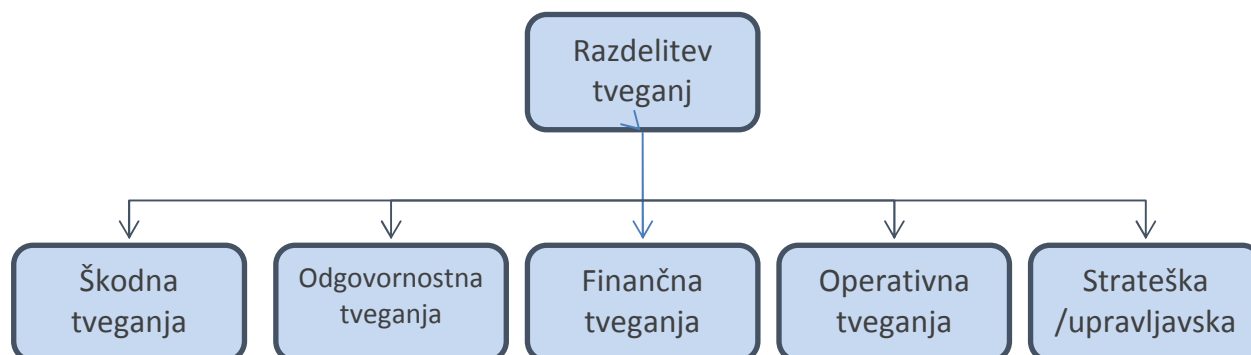 Razdelitev
tveganj
Škodna
tveganja
Odgovornostna
tveganja
Finančna
tveganja
Operativna
tveganja
Strateška
/upravljavska